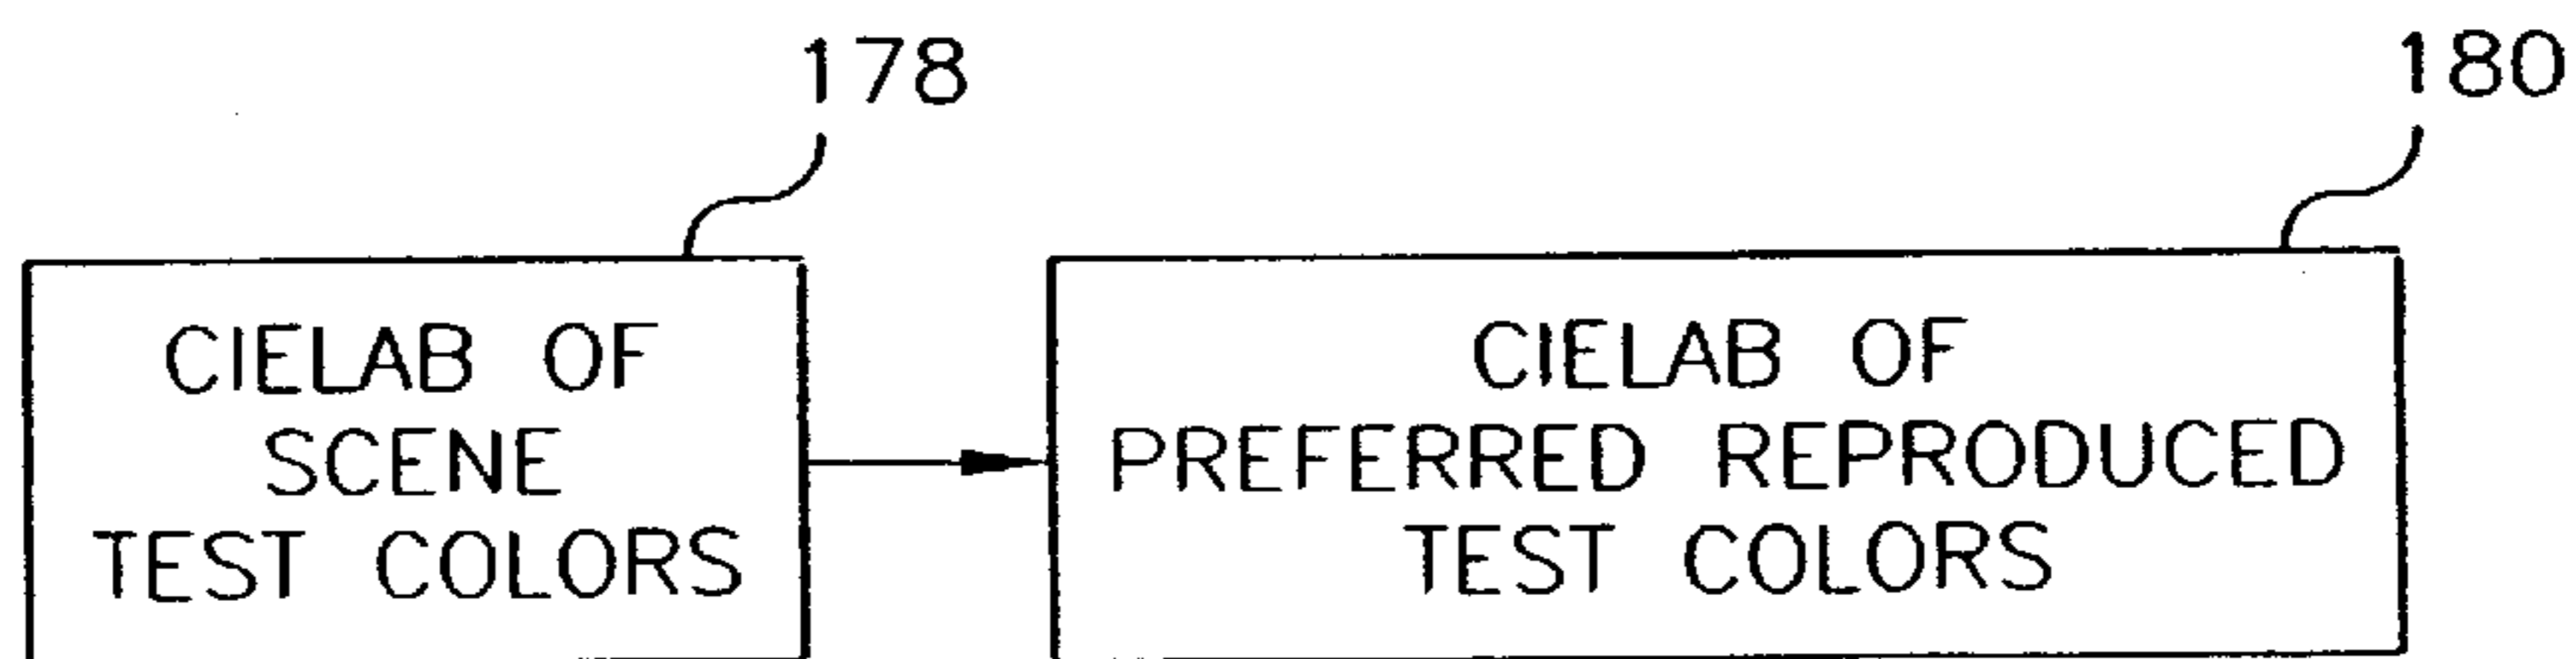 178
180
CIELAB OF
SCENE
TEST COLORS
CIELAB OF
PREFERRED REPRODUCED
TEST COLORS